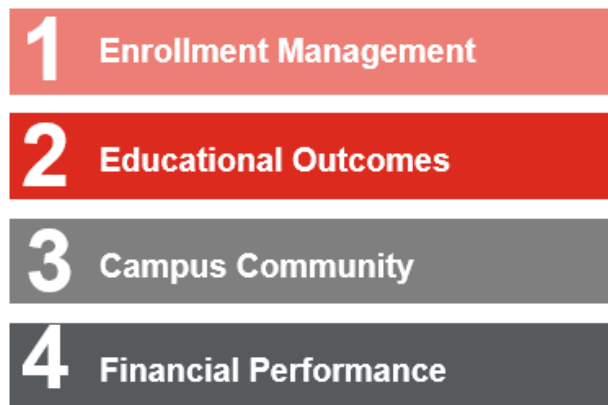 1 Enrollment Management
2 Educational Outcomes
3 Campus Community
4 Financial Performance